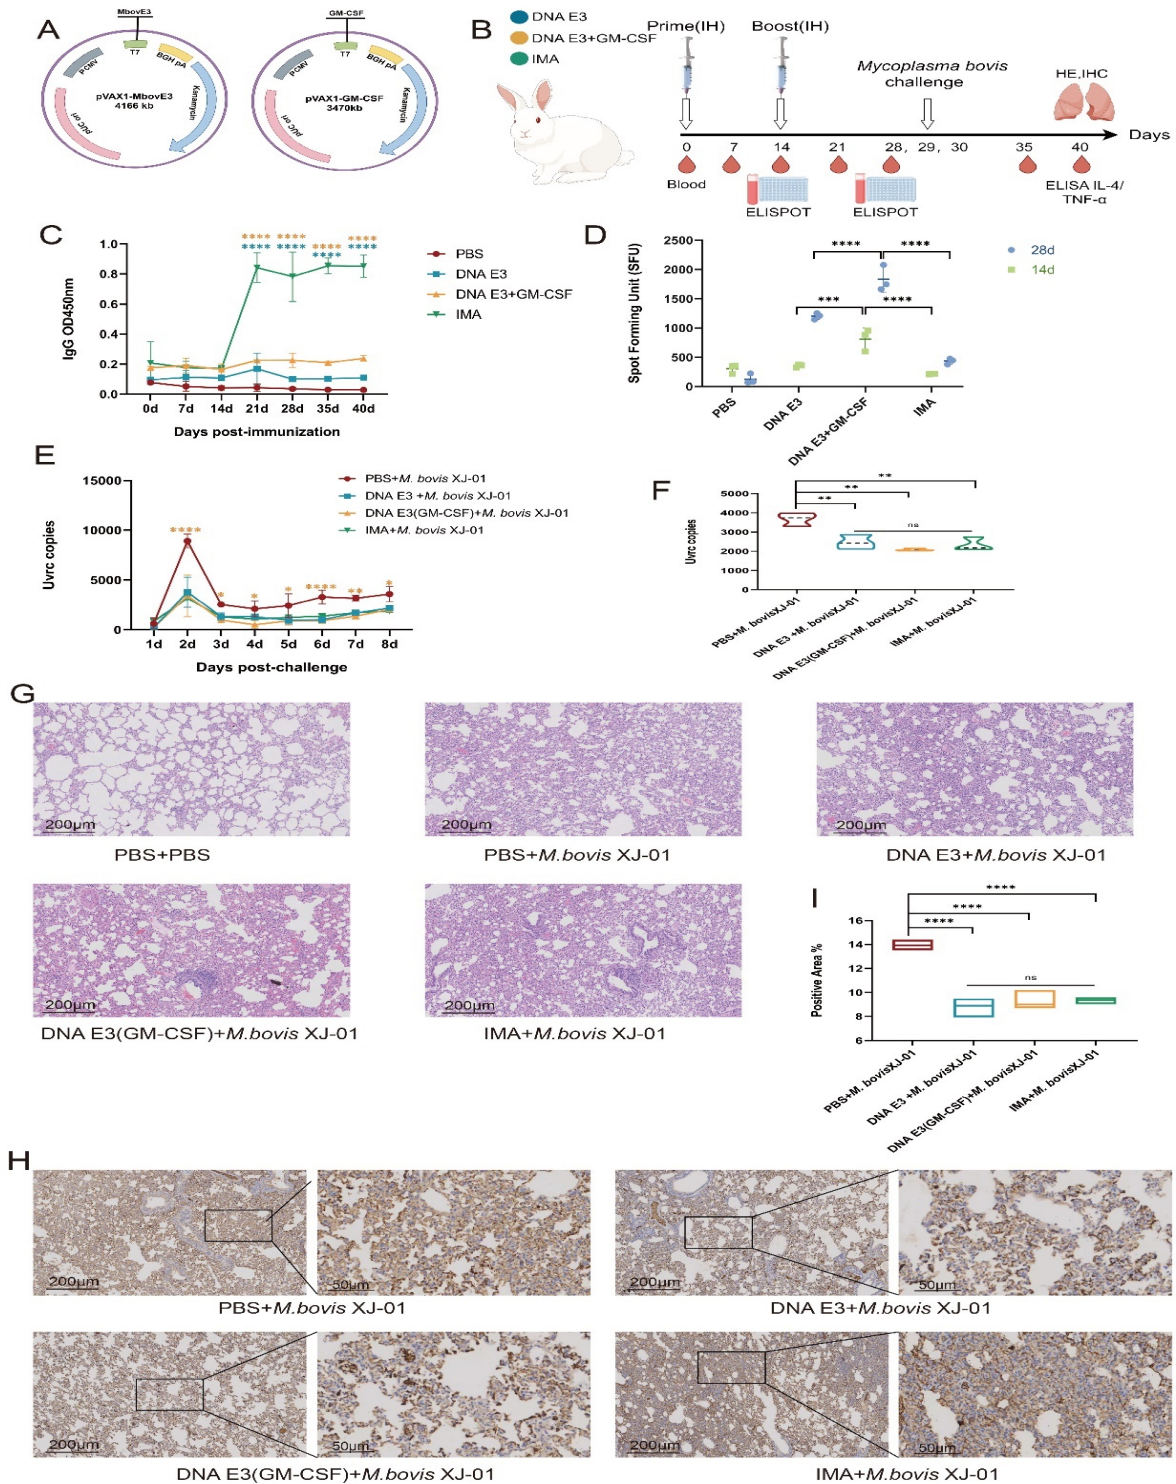 A
MbovE3
T7
PCMV
BGH pA
Kanamycin
pUC ori
pVAX1-MbovE3
4166 kb
GM-CSF
T7
PCMV
BGH pA
Kanamycin
pUC ori
pVAX1-GM-CSF
3470kb
B
DNA E3
DNA E3+GM-CSF
IMA
Prime(IH)
Boost(IH)
Mycoplasma bovis
challenge
HE,IHC
Days
0 7 14 21 28, 29, 30 35 40
Blood
ELISPOT
ELISPOT
ELISA IL-4/
TNF-α
C
IgG OD450nm
1.0
0.8
0.6
0.4
0.2
0.0
**** **** **** ****
**** **** **** ****
0d 7d 14d 21d 28d 35d 40d
Days post-immunization
PBS
DNA E3
DNA E3+GM-CSF
IMA
D
Spot Forming Unit (SFU)
2500
2000
1500
1000
500
0
**** ****
*** ****
28d
14d
PBS
DNA E3
DNA E3+GM-CSF
IMA
E
Uvrc copies
15000
10000
5000
0
**** * * * **** ** *
1d 2d 3d 4d 5d 6d 7d 8d
Days post-challenge
PBS+M. bovis XJ-01
DNA E3 +M. bovis XJ-01
DNA E3(GM-CSF)+M. bovis XJ-01
IMA+M. bovis XJ-01
F
Uvrc copies
5000
4000
3000
2000
1000
0
**
**
**
ns
PBS+M. bovisXJ-01
DNA E3 +M. bovisXJ-01
DNA E3(GM-CSF)+M. bovisXJ-01
IMA+M. bovisXJ-01
G
200μm
PBS+PBS
200μm
PBS+M.bovis XJ-01
200μm
DNA E3+M.bovis XJ-01
200μm
DNA E3(GM-CSF)+M.bovis XJ-01
200μm
IMA+M.bovis XJ-01
I
Positive Area %
16
14
12
10
8
6
****
****
****
ns
PBS+M. bovisXJ-01
DNA E3 +M. bovisXJ-01
DNA E3(GM-CSF)+M. bovisXJ-01
IMA+M. bovisXJ-01
H
200μm
50μm
PBS+M.bovis XJ-01
200μm
50μm
DNA E3+M.bovis XJ-01
200μm
50μm
DNA E3(GM-CSF)+M.bovis XJ-01
200μm
50μm
IMA+M.bovis XJ-01